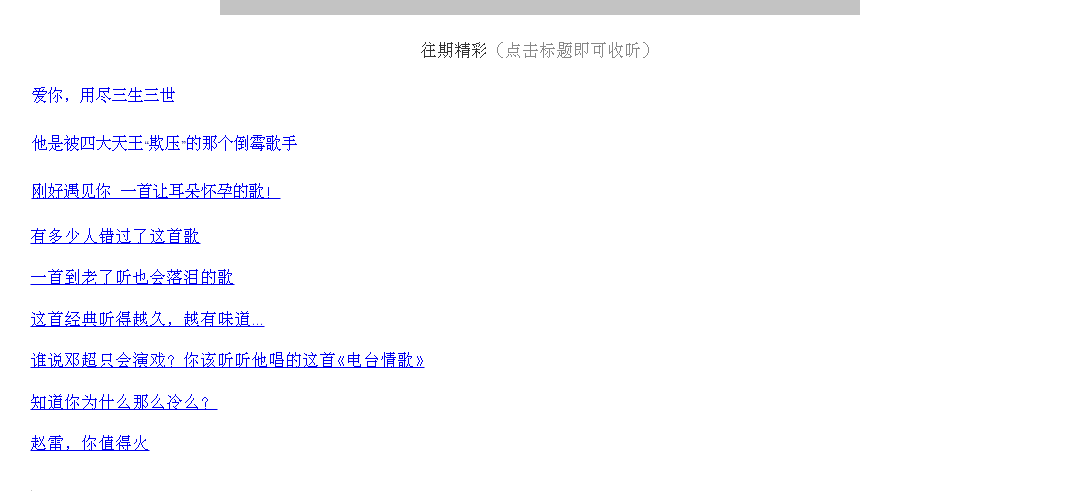 往期精彩（点击标题即可收听）
爱你，用尽三生三世
他是被四大天王“欺压”的那个倒霉歌手
刚好遇见你 一首让耳朵怀孕的歌！
有多少人错过了这首歌
一首到老了听也会落泪的歌
这首经典听得越久，越有味道...
谁说邓超只会演戏？你该听听他唱的这首《电台情歌》
知道你为什么那么冷么？
赵雷，你值得火